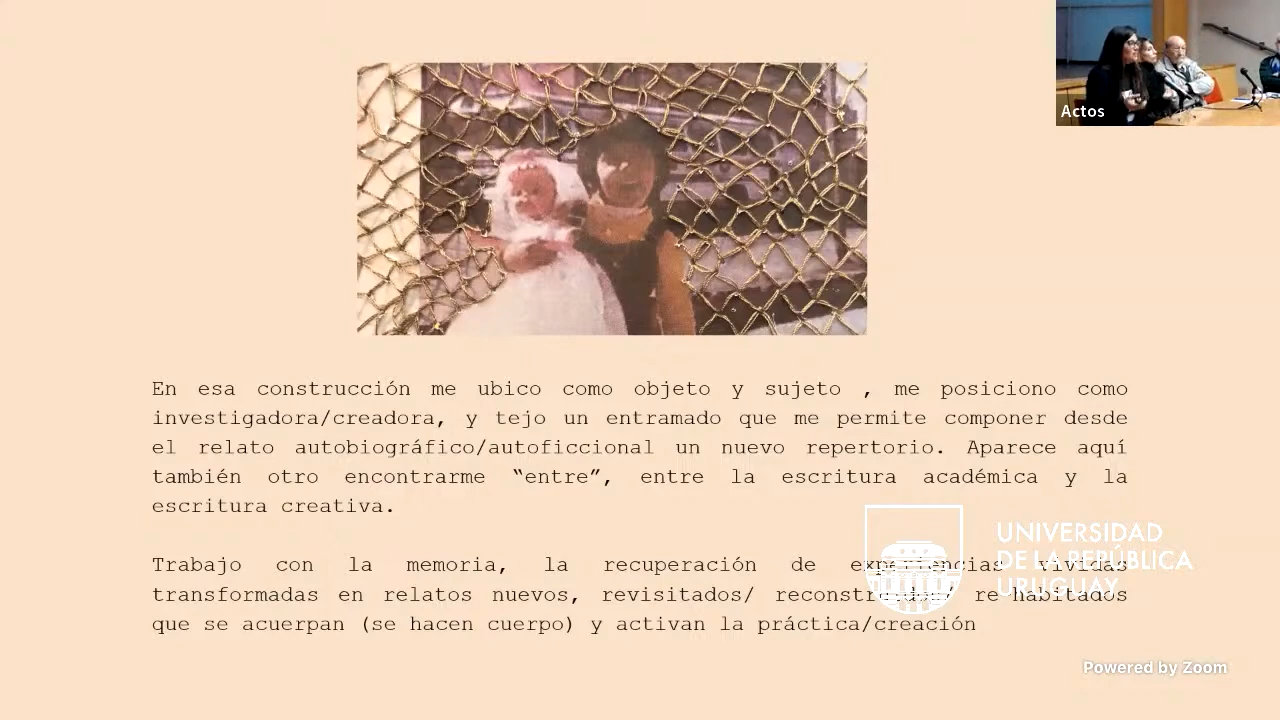 Actos
En esa construcción me ubico como objeto y sujeto , me posiciono como
investigadora/creadora, y tejo un entramado que me permite componer desde
el relato autobiográfico/autoficcional un nuevo repertorio. Aparece aquí
también otro encontrarme “entre”, entre la escritura académica y la
escritura creativa.
UNIVERSIDAD
DE LA REPÚBLICA
URUGUAY
Trabajo con la memoria, la recuperación de experiencias vividas
transformadas en relatos nuevos, revisitados/ reconstruidos/ re-habitados
que se acuerpan (se hacen cuerpo) y activan la práctica/creación
Powered by Zoom